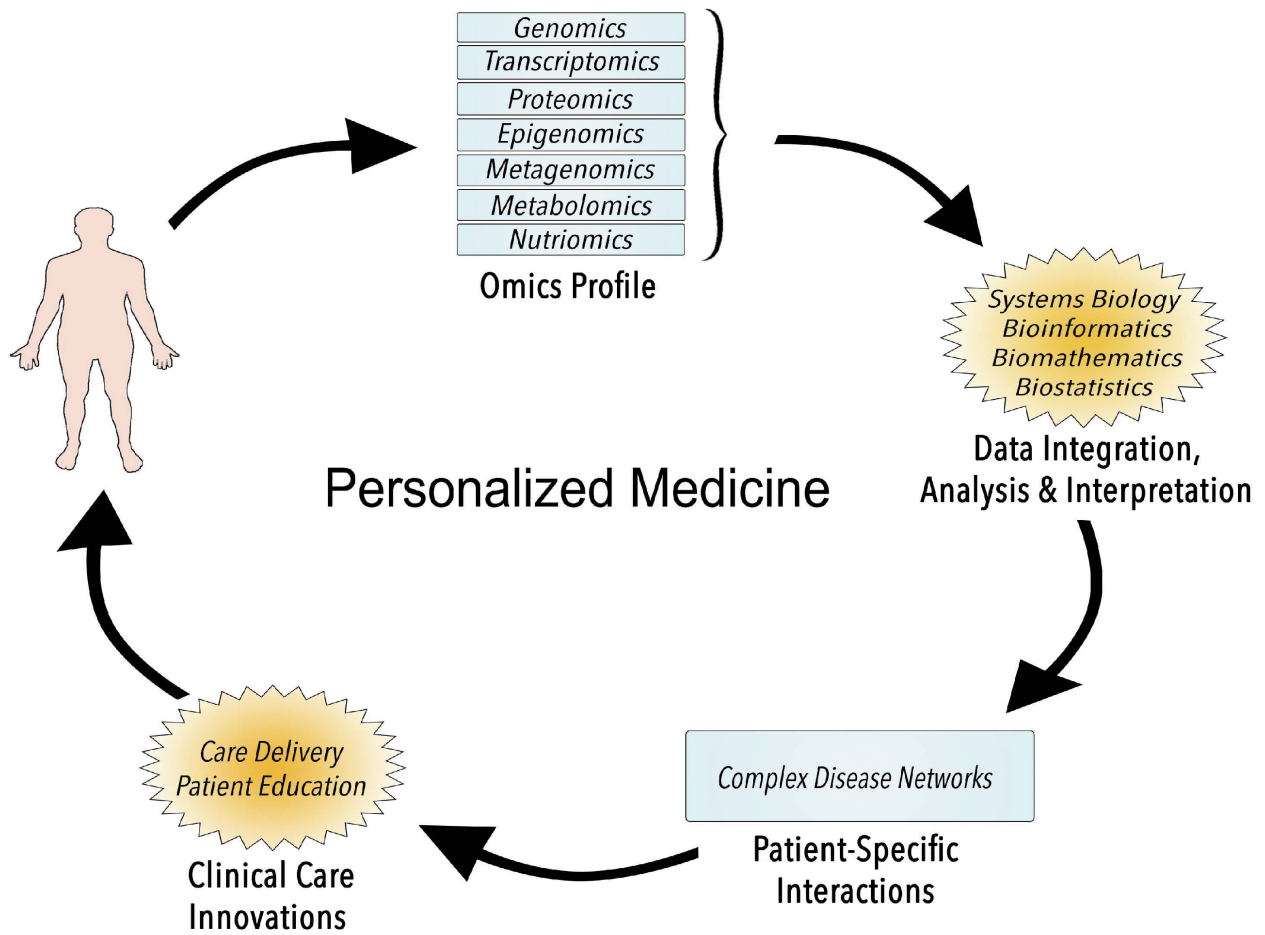 Genomics
Transcriptomics
Proteomics
Epigenomics
Metagenomics
Metabolomics
Nutriomics
Omics Profile
Systems Biology
Bioinformatics
Biomathematics
Biostatistics
Data Integration,
Analysis & Interpretation
Personalized Medicine
Complex Disease Networks
Patient-Specific
Interactions
Care Delivery
Patient Education
Clinical Care
Innovations